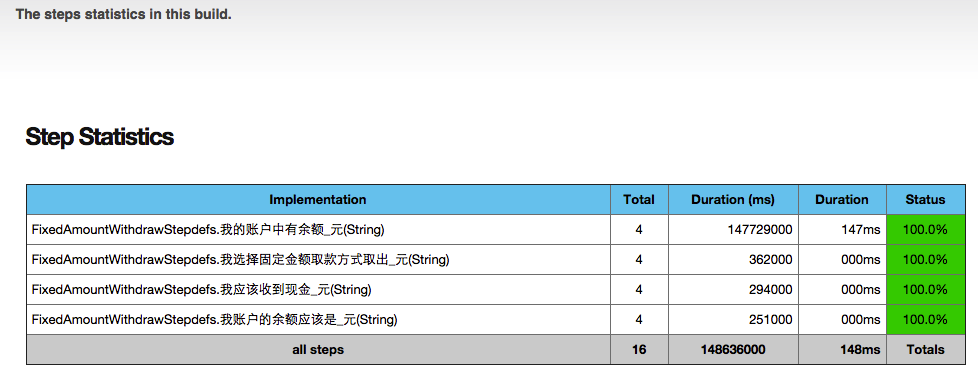 The steps statistics in this build.
Step Statistics
Implementation Total Duration (ms) Duration Status
FixedAmountWithdrawStepdefs.我的账户中有余额_元(String) 4 147729000 147ms 100.0%
FixedAmountWithdrawStepdefs.我选择固定金额取款方式取出_元(String) 4 362000 000ms 100.0%
FixedAmountWithdrawStepdefs.我应该收到现金_元(String) 4 294000 000ms 100.0%
FixedAmountWithdrawStepdefs.我账户的余额应该是_元(String) 4 251000 000ms 100.0%
all steps 16 148636000 148ms Totals